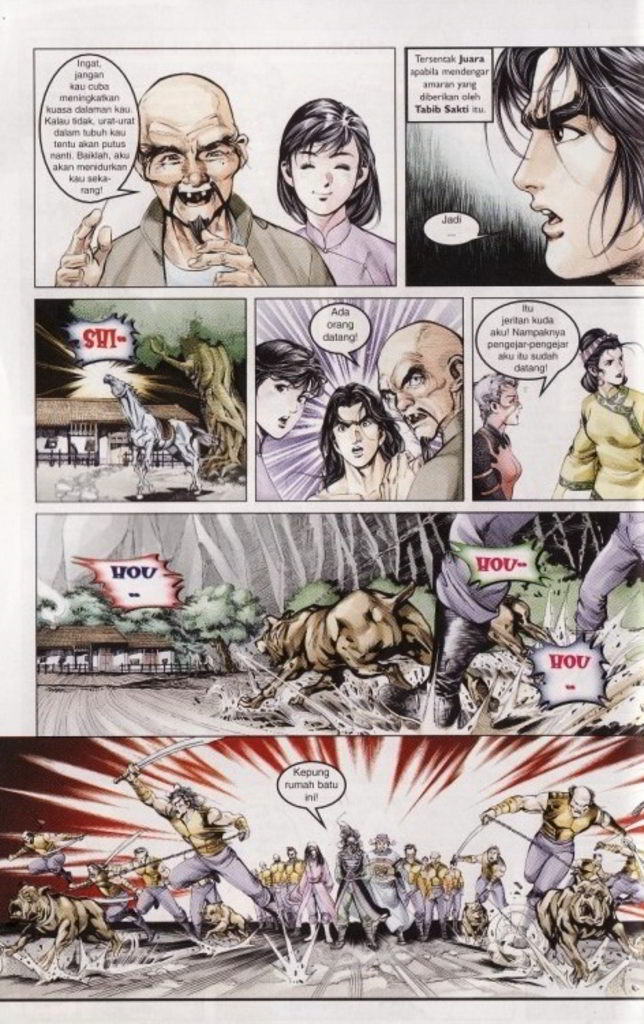 Ingat,
jangan
kau cuba
meningkatkan
kuasa dalaman kau.
Kalau tidak, urat-urat
dalam tubuh kau
tentu akan putus
nanti. Baiklah, aku
akan menidurkan
kau seka-
rang!
Tersentak Juara
apabila mendengar
amaran yang
diberikan oleh
Tabib Sakti itu.
Jadi
...
SHI--
Ada
orang
datang!
Itu
jeritan kuda
aku! Nampaknya
pengejar-pengejar
aku itu sudah
datang!
HOU
--
HOU--
HOU
--
Kepung
rumah batu
ini!